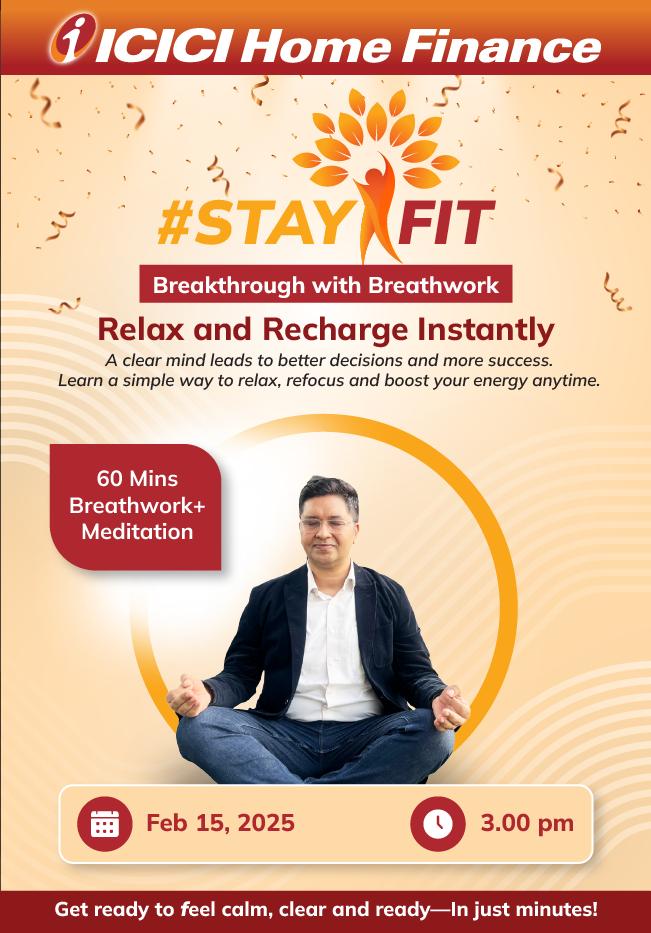 i ICICI Home Finance
#STAY FIT
Breakthrough with Breathwork
Relax and Recharge Instantly
A clear mind leads to better decisions and more success.
Learn a simple way to relax, refocus and boost your energy anytime.
60 Mins
Breathwork+
Meditation
Feb 15, 2025
3.00 pm
Get ready to feel calm, clear and ready—In just minutes!